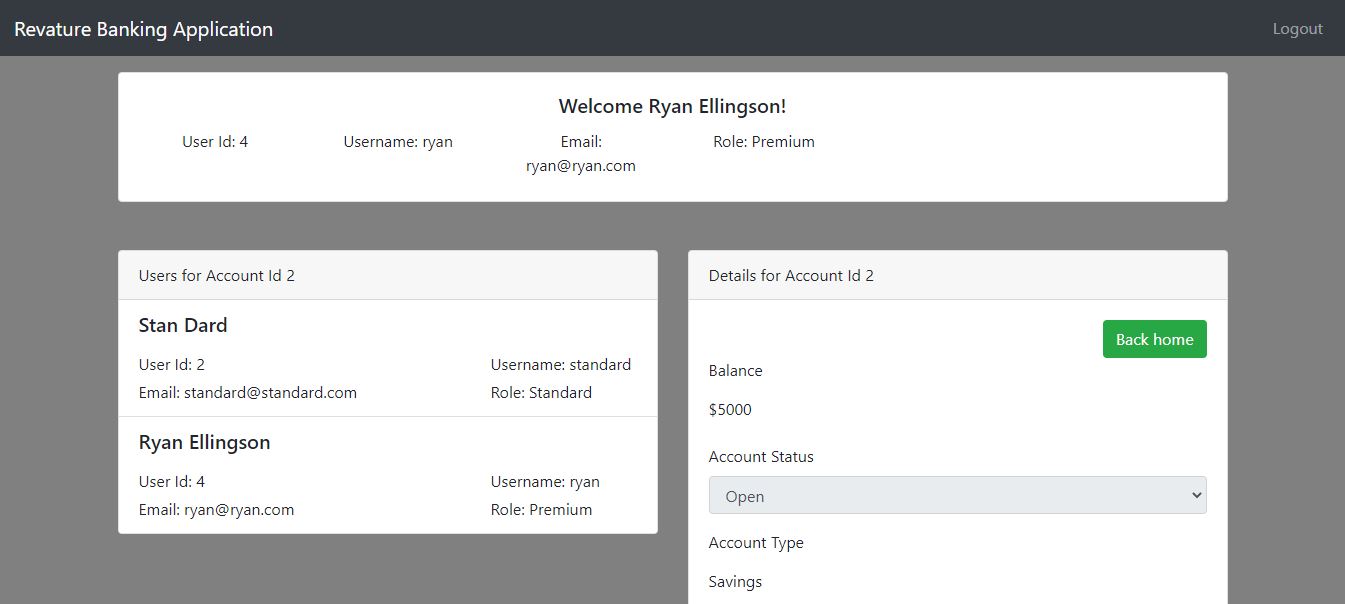 Revature Banking Application
Logout
Welcome Ryan Ellingson!
User Id: 4
Username: ryan
Email:
ryan@ryan.com
Role: Premium
Users for Account Id 2
Stan Dard
User Id: 2
Username: standard
Email: standard@standard.com
Role: Standard
Ryan Ellingson
User Id: 4
Username: ryan
Email: ryan@ryan.com
Role: Premium
Details for Account Id 2
Back home
Balance
$5000
Account Status
Open
Account Type
Savings